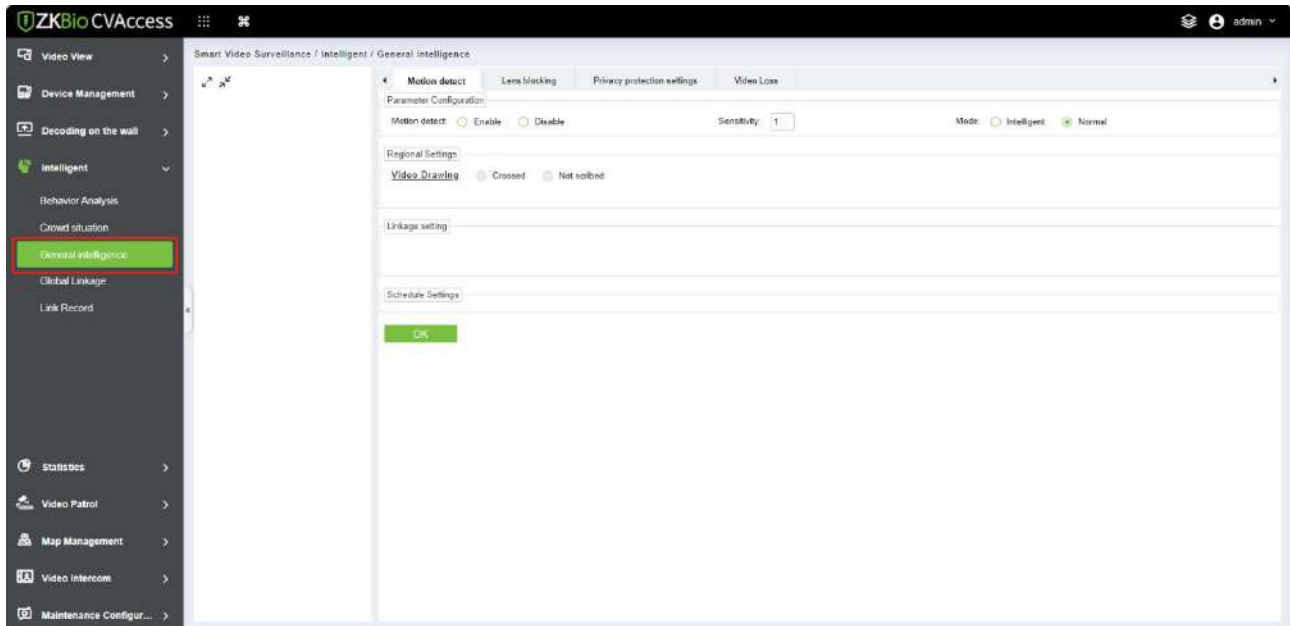 ZKBio CVAccess
admin
Video View
Device Management
Decoding on the wall
Intelligent
Behavior Analysis
Crowd situation
General intelligence
Global Linkage
Link Record
Statistics
Video Patrol
Map Management
Video Intercom
Maintenance Configur...
Smart Video Surveillance / Intelligent / General intelligence
Motion detect Lens blocking Privacy protection settings Video Loss
Parameter Configuration
Motion detect: Enable Disable Sensitivity: 1 Mode: Intelligent Normal
Regional Settings
Video Drawing Crossed Not scribed
Linkage setting
Schedule Settings
OK